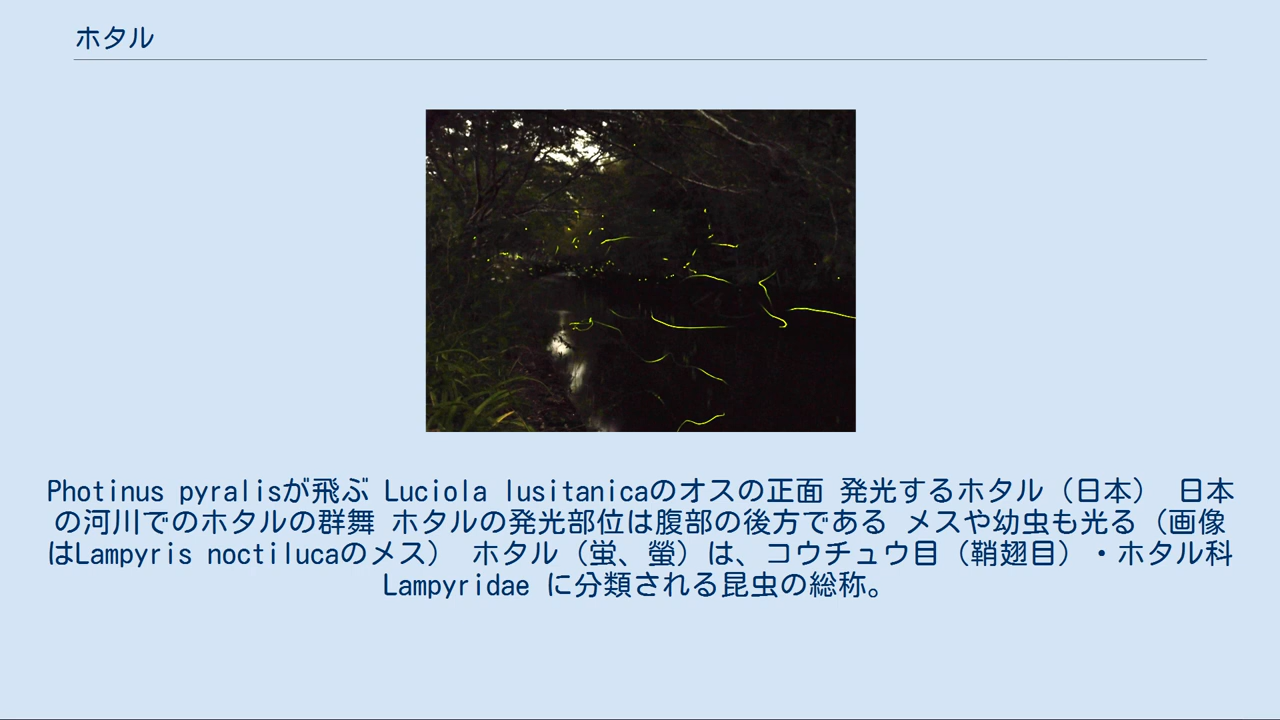 ホタル
Photinus pyralisが飛ぶ Luciola lusitanicaのオスの正面 発光するホタル（日本） 日本
の河川でのホタルの群舞 ホタルの発光部位は腹部の後方である メスや幼虫も光る（画像
はLampyris noctilucaのメス） ホタル（蛍、螢）は、コウチュウ目（鞘翅目）・ホタル科
Lampyridae に分類される昆虫の総称。